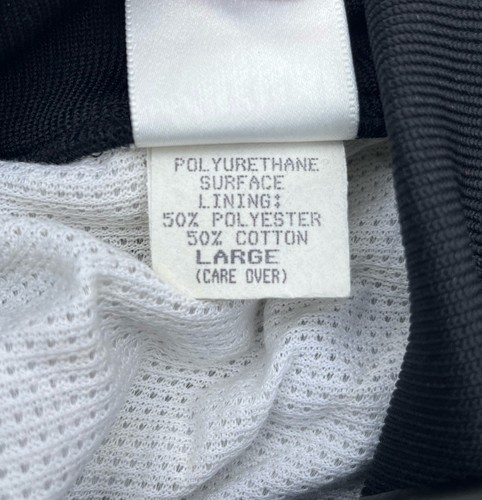 POLYURETHANE
SURFACE
LINING:
50% POLYESTER
50% COTTON
LARGE
(CARE OVER)